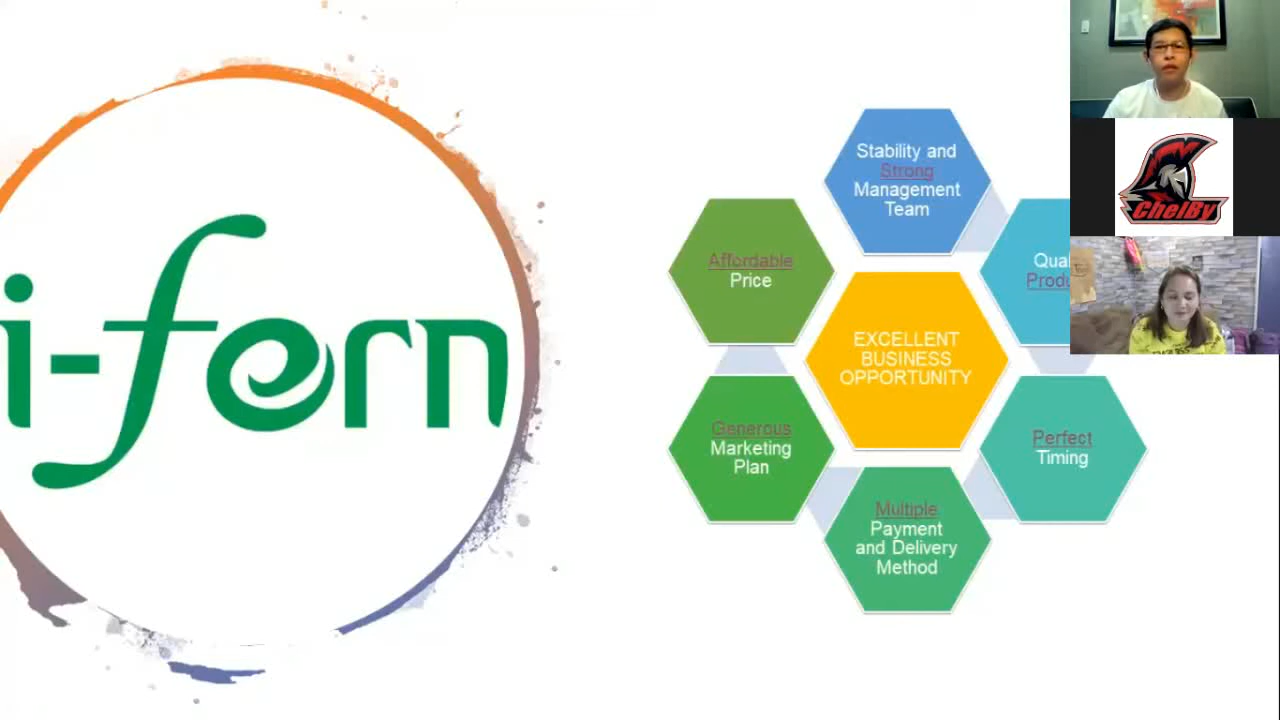 i-fern
Stability and
Strong
Management
Team
Affordable
Price
EXCELLENT
BUSINESS
OPPORTUNITY
Generous
Marketing
Plan
Perfect
Timing
Multiple
Payment
and Delivery
Method
ChelBy